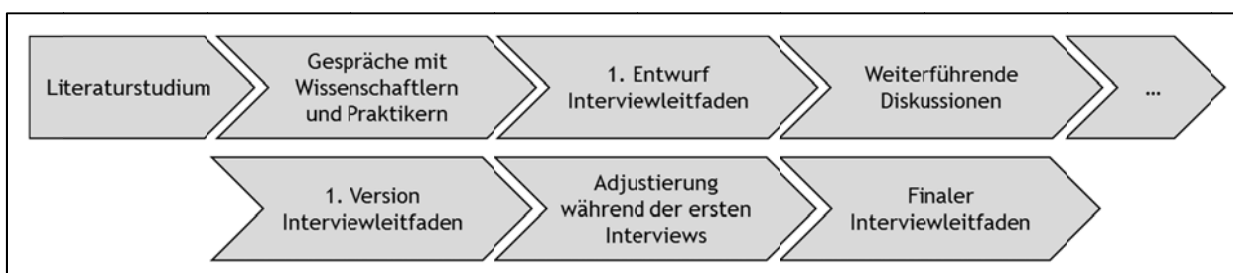 Literaturstudium
Gespräche mit
Wissenschaftlern
und Praktikern
1. Entwurf
Interviewleitfaden
Weiterführende
Diskussionen
...
1. Version
Interviewleitfaden
Adjustierung
während der ersten
Interviews
Finaler
Interviewleitfaden